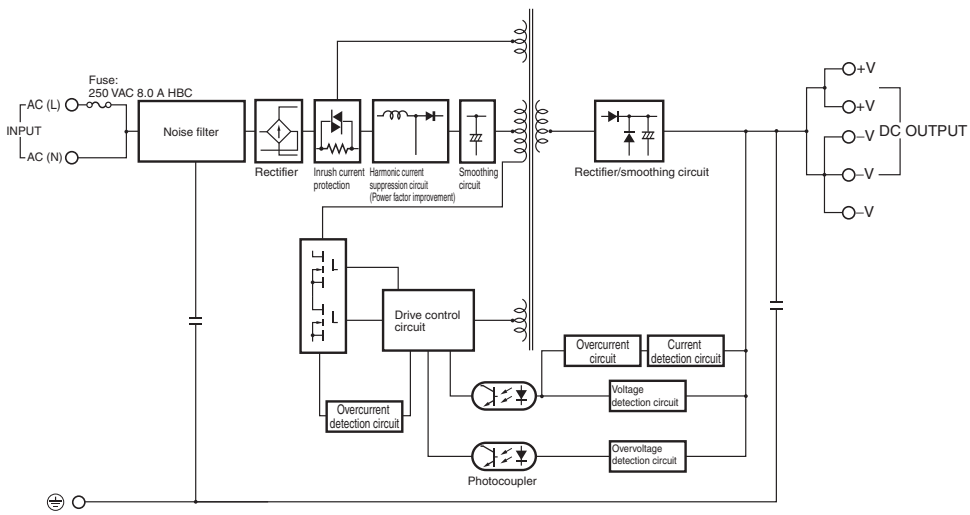 Fuse:
250 VAC 8.0 A HBC
AC (L)
INPUT
AC (N)
Noise filter
Rectifier
Inrush current
protection
Harmonic current
suppression circuit
(Power factor improvement)
Smoothing
circuit
Rectifier/smoothing circuit
+V
+V
−V
DC OUTPUT
−V
−V
Drive control
circuit
Overcurrent
detection circuit
Overcurrent
circuit
Current
detection circuit
Voltage
detection circuit
Overvoltage
detection circuit
Photocoupler